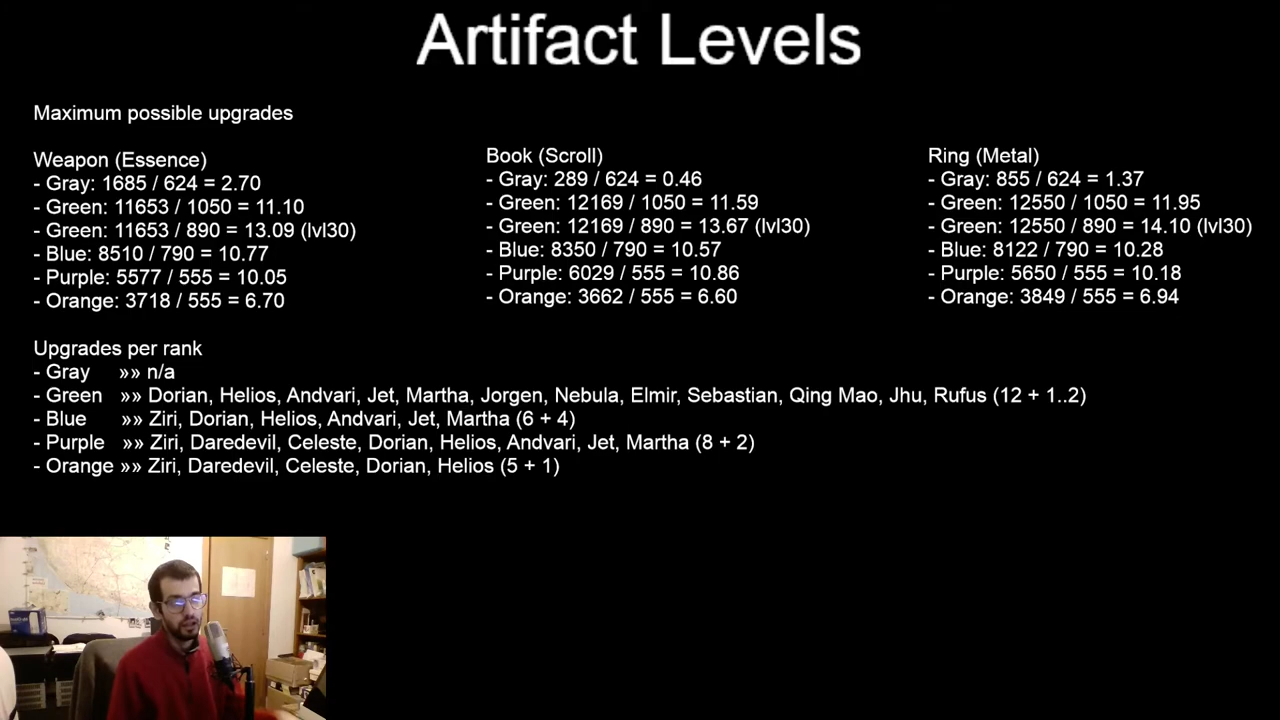 Artifact Levels
Maximum possible upgrades
Weapon (Essence)
- Gray: 1685 / 624 = 2.70
- Green: 11653 / 1050 = 11.10
- Green: 11653 / 890 = 13.09 (lvl30)
- Blue: 8510 / 790 = 10.77
- Purple: 5577 / 555 = 10.05
- Orange: 3718 / 555 = 6.70
Book (Scroll)
- Gray: 289 / 624 = 0.46
- Green: 12169 / 1050 = 11.59
- Green: 12169 / 890 = 13.67 (lvl30)
- Blue: 8350 / 790 = 10.57
- Purple: 6029 / 555 = 10.86
- Orange: 3662 / 555 = 6.60
Ring (Metal)
- Gray: 855 / 624 = 1.37
- Green: 12550 / 1050 = 11.95
- Green: 12550 / 890 = 14.10 (lvl30)
- Blue: 8122 / 790 = 10.28
- Purple: 5650 / 555 = 10.18
- Orange: 3849 / 555 = 6.94
Upgrades per rank
- Gray »» n/a
- Green »» Dorian, Helios, Andvari, Jet, Martha, Jorgen, Nebula, Elmir, Sebastian, Qing Mao, Jhu, Rufus (12 + 1..2)
- Blue »» Ziri, Dorian, Helios, Andvari, Jet, Martha (6 + 4)
- Purple »» Ziri, Daredevil, Celeste, Dorian, Helios, Andvari, Jet, Martha (8 + 2)
- Orange »» Ziri, Daredevil, Celeste, Dorian, Helios (5 + 1)